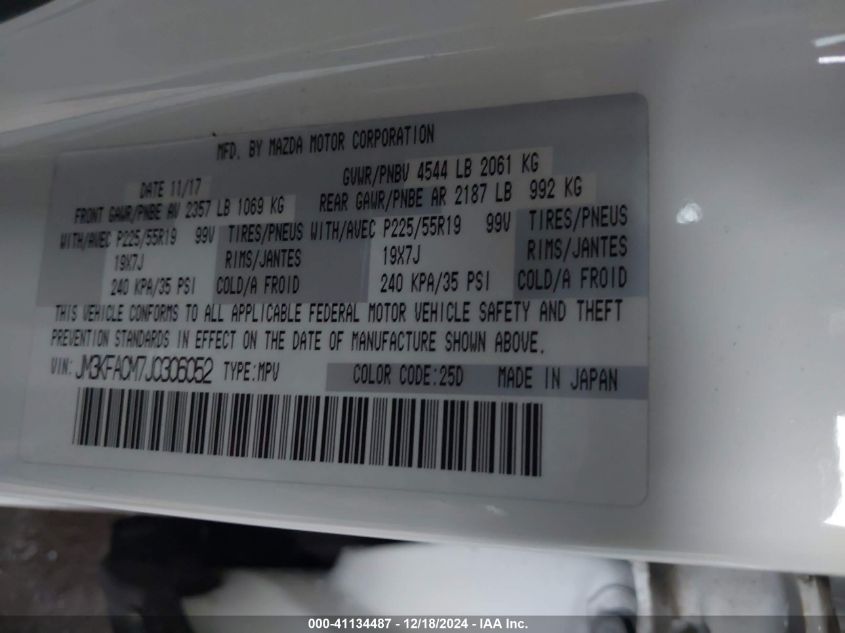 MFD. BY MAZDA MOTOR CORPORATION
DATE 11/17 GVWR/PNBV 4544 LB 2061 KG
FRONT GAWR/PNBE AV 2357 LB 1069 KG REAR GAWR/PNBE AR 2187 LB 992 KG
WITH/AVEC P225/55R19 99V TIRES/PNEUS WITH/AVEC P225/55R19 99V TIRES/PNEUS
19X7J RIMS/JANTES 19X7J RIMS/JANTES
240 KPA/35 PSI COLD/A FROID 240 KPA/35 PSI COLD/A FROID
THIS VEHICLE CONFORMS TO ALL APPLICABLE FEDERAL MOTOR VEHICLE SAFETY AND THEFT
PREVENTION STANDARDS IN EFFECT ON THE DATE OF MANUFACTURE SHOWN ABOVE.
VIN: JM3KFACM7J0306052 TYPE:MPV COLOR CODE:25D MADE IN JAPAN
000-41134487 - 12/18/2024 - IAA Inc.